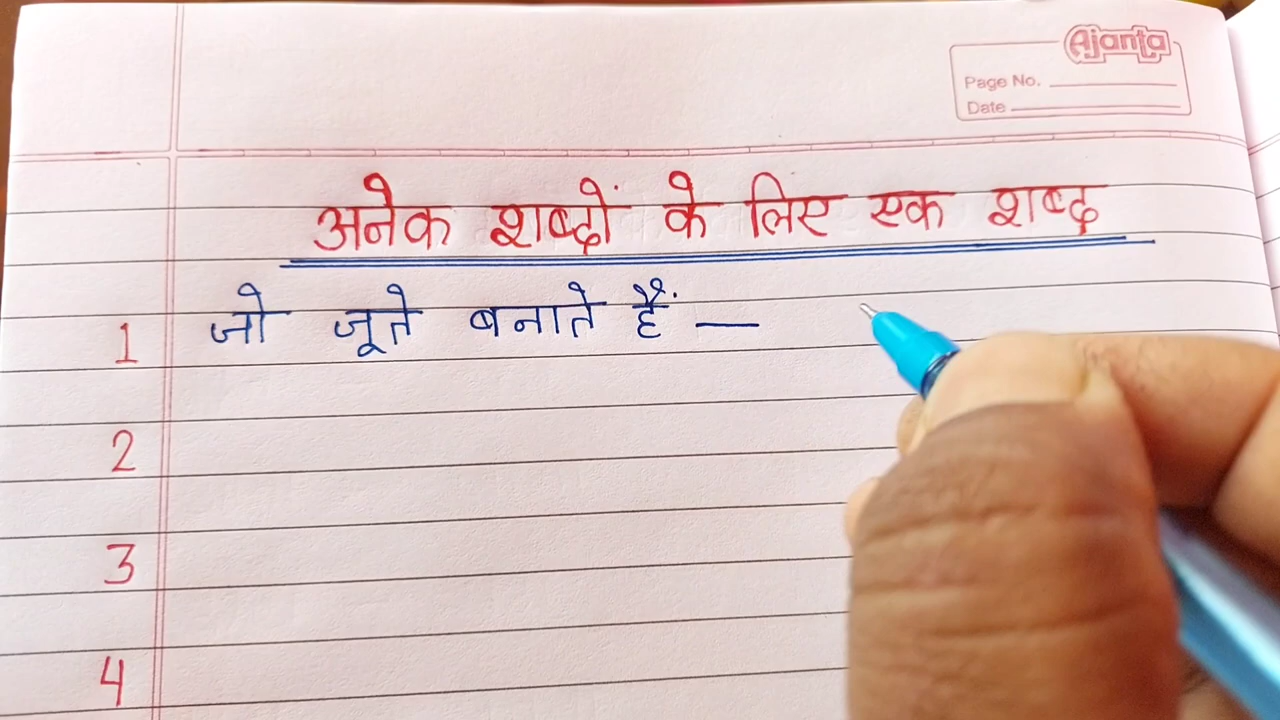 Ajanta
Page No.
Date
अनेक शब्दों के लिए एक शब्द
1 जो जूते बनाते हैं —
2
3
4